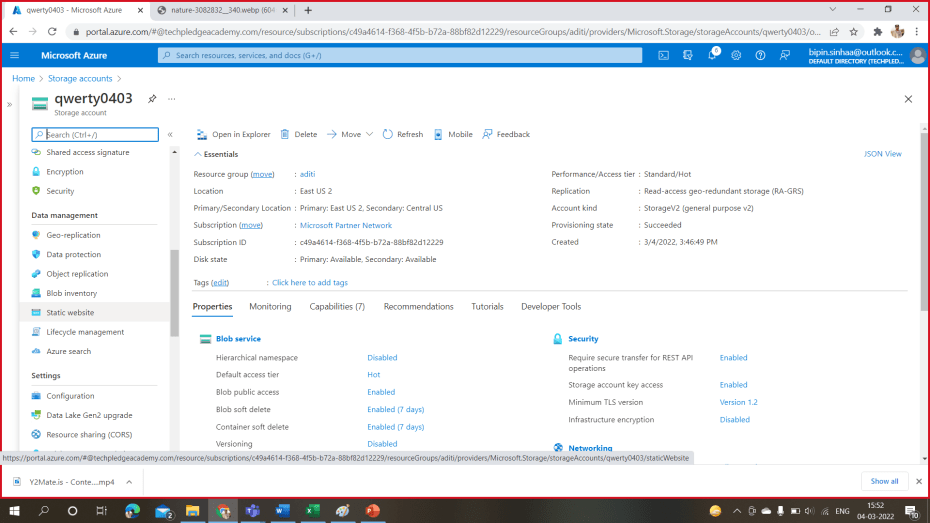 qwerty0403 - Microsoft Azure
nature-3082832__340.webp (60
portal.azure.com/#@techpledgeacademy.com/resource/subscriptions/c49a4614-f368-4f5b-b72a-88bf82d12229/resourceGroups/aditi/providers/Microsoft.Storage/storageAccounts/qwerty0403/o...
Microsoft Azure
Search resources, services, and docs (G+/)
6
bipin.sinhaa@outlook.c...
DEFAULT DIRECTORY (TECHPLED...
Home > Storage accounts >
qwerty0403
Storage account
Search (Ctrl+/)
Shared access signature
Encryption
Security
Data management
Geo-replication
Data protection
Object replication
Blob inventory
Static website
Lifecycle management
Azure search
Settings
Configuration
Data Lake Gen2 upgrade
Resource sharing (CORS)
Open in Explorer Delete Move Refresh Mobile Feedback
Essentials
JSON View
Resource group (move) : aditi
Location : East US 2
Primary/Secondary Location : Primary: East US 2, Secondary: Central US
Subscription (move) : Microsoft Partner Network
Subscription ID : c49a4614-f368-4f5b-b72a-88bf82d12229
Disk state : Primary: Available, Secondary: Available
Performance/Access tier : Standard/Hot
Replication : Read-access geo-redundant storage (RA-GRS)
Account kind : StorageV2 (general purpose v2)
Provisioning state : Succeeded
Created : 3/4/2022, 3:46:49 PM
Tags (edit) : Click here to add tags
Properties Monitoring Capabilities (7) Recommendations Tutorials Developer Tools
Blob service
Hierarchical namespace Disabled
Default access tier Hot
Blob public access Enabled
Blob soft delete Enabled (7 days)
Container soft delete Enabled (7 days)
Versioning Disabled
Security
Require secure transfer for REST API operations Enabled
Storage account key access Enabled
Minimum TLS version Version 1.2
Infrastructure encryption Disabled
Networking
https://portal.azure.com/#@techpledgeacademy.com/resource/subscriptions/c49a4614-f368-4f5b-b72a-88bf82d12229/resourceGroups/aditi/providers/Microsoft.Storage/storageAccounts/qwerty0403/staticWebsite
Y2Mate.is - Conte....mp4
Show all
2
ENG
15:52
04-03-2022
10